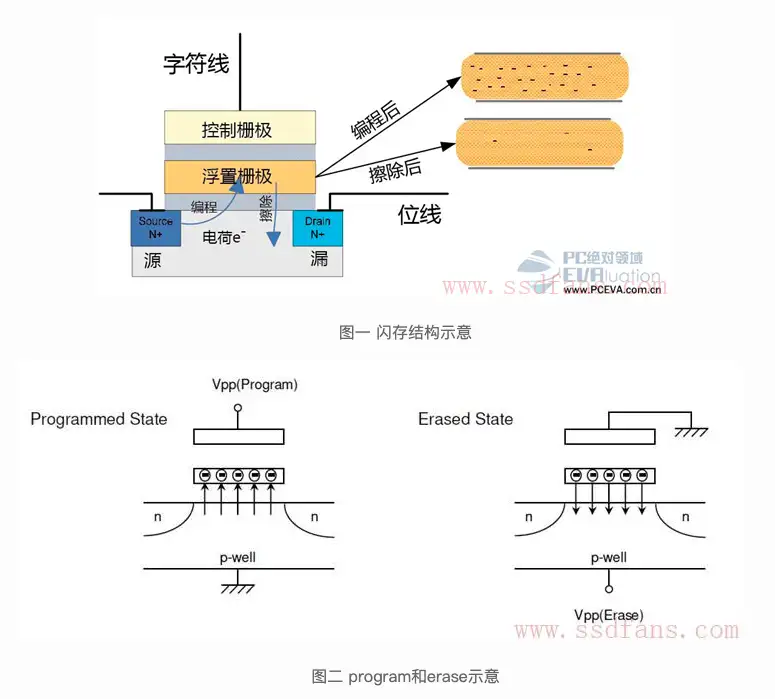 字符线
控制栅极
浮置栅极
编程
擦除
Source
N+
电荷e⁻
Drain
N+
源
漏
位线
编程后
擦除后
PC绝对领域
EVAluation
www.PCEVA.com.cn
www.ssdfans.com
图一 闪存结构示意
Vpp(Program)
Programmed State
n
n
p-well
Erased State
n
n
p-well
Vpp(Erase)
www.ssdfans.com
图二 program和erase示意